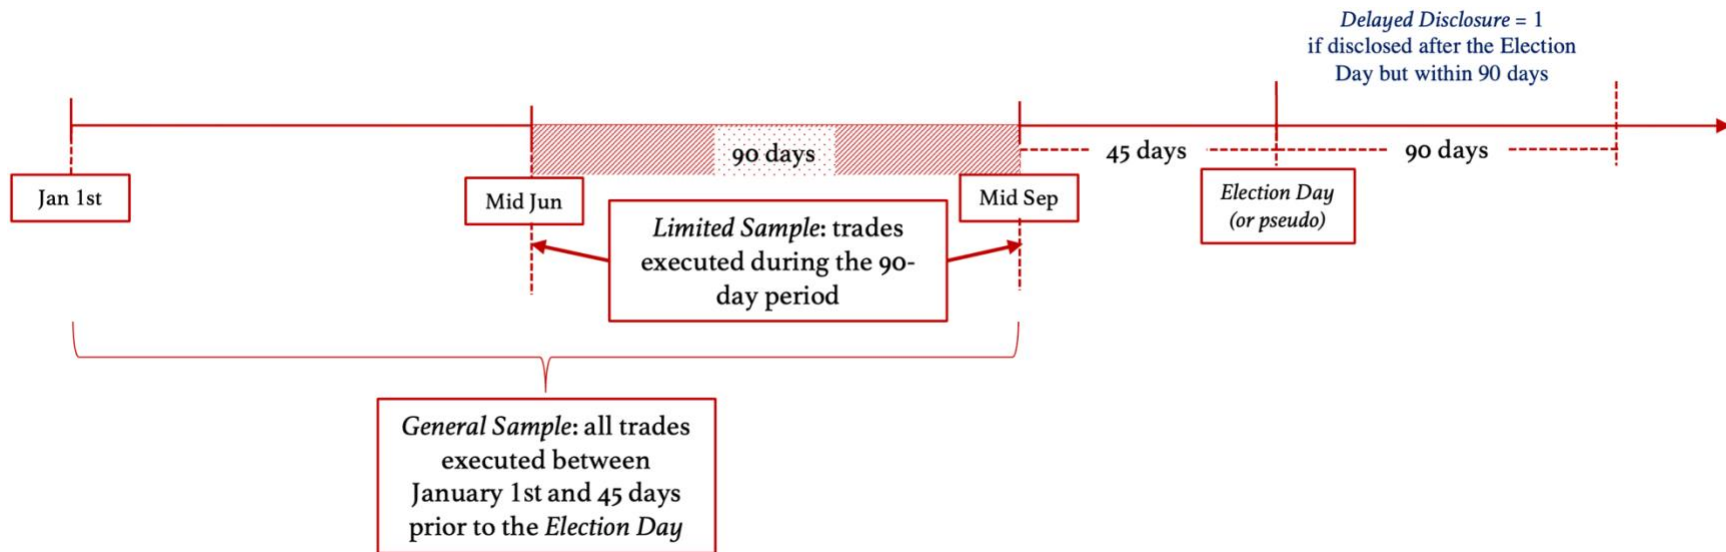 Delayed Disclosure = 1
if disclosed after the Election
Day but within 90 days
90 days
45 days
90 days
Jan 1st
Mid Jun
Mid Sep
Election Day
(or pseudo)
Limited Sample: trades
executed during the 90-
day period
General Sample: all trades
executed between
January 1st and 45 days
prior to the Election Day